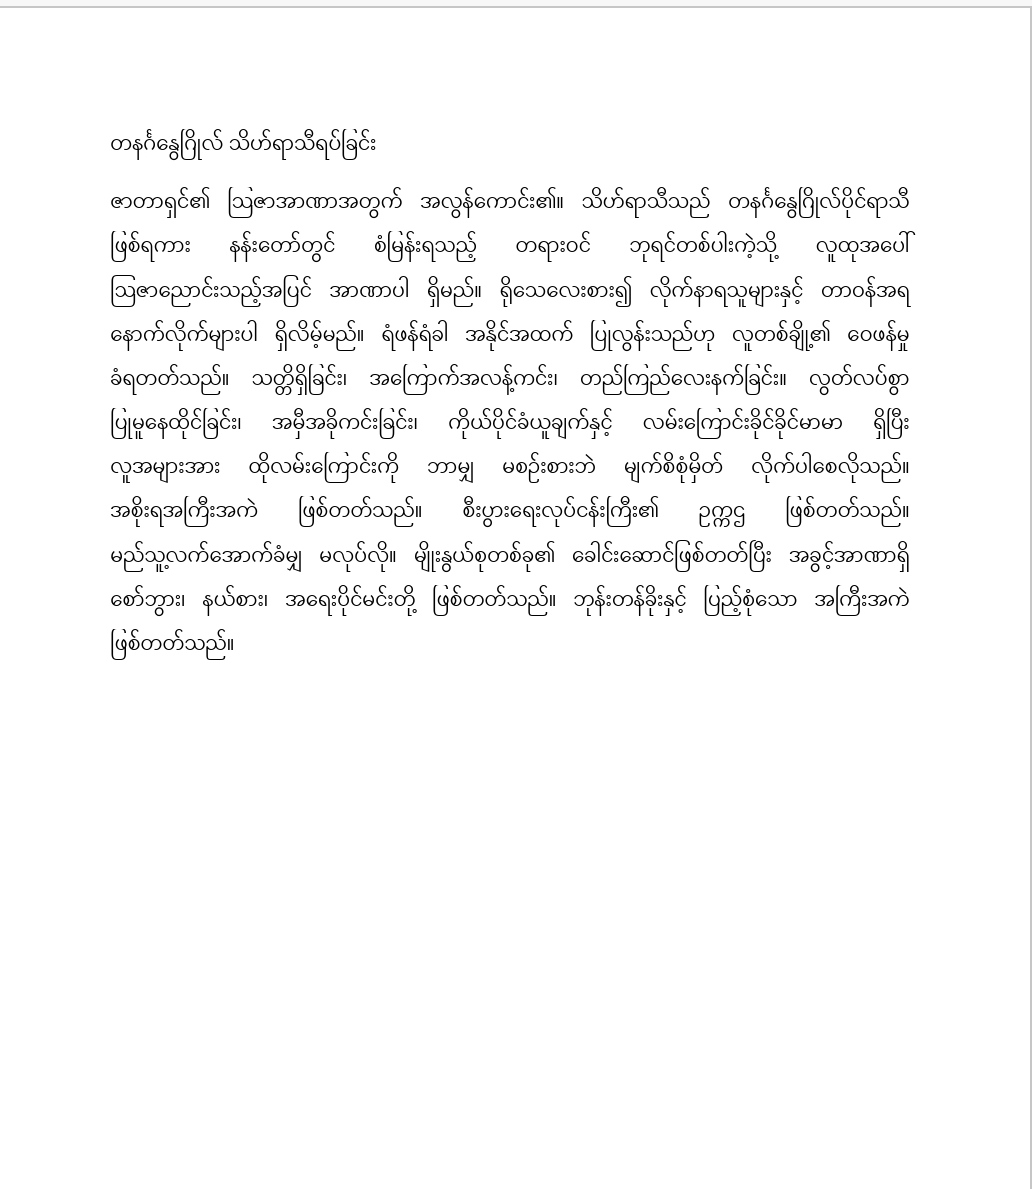 တနင်္ဂနွေဂြိုလ် သိဟ်ရာသီရပ်ခြင်း
ဇာတာရှင်၏ ဩဇာအာဏာအတွက် အလွန်ကောင်း၏။ သိဟ်ရာသီသည် တနင်္ဂနွေဂြိုလ်ပိုင်ရာသီ
ဖြစ်ရကား နန်းတော်တွင် စံမြန်းရသည့် တရားဝင် ဘုရင်တစ်ပါးကဲ့သို့ လူထုအပေါ်
ဩဇာညောင်းသည့်အပြင် အာဏာပါ ရှိမည်။ ရိုသေလေးစား၍ လိုက်နာရသူများနှင့် တာဝန်အရ
နောက်လိုက်များပါ ရှိလိမ့်မည်။ ရံဖန်ရံခါ အနိုင်အထက် ပြုလွန်းသည်ဟု လူတစ်ချို့၏ ဝေဖန်မှု
ခံရတတ်သည်။ သတ္တိရှိခြင်း၊ အကြောက်အလန့်ကင်း၊ တည်ကြည်လေးနက်ခြင်း။ လွတ်လပ်စွာ
ပြုမူနေထိုင်ခြင်း၊ အမှီအခိုကင်းခြင်း၊ ကိုယ်ပိုင်ခံယူချက်နှင့် လမ်းကြောင်းခိုင်ခိုင်မာမာ ရှိပြီး
လူအများအား ထိုလမ်းကြောင်းကို ဘာမျှ မစဉ်းစားဘဲ မျက်စိစုံမှိတ် လိုက်ပါစေလိုသည်။
အစိုးရအကြီးအကဲ ဖြစ်တတ်သည်။ စီးပွားရေးလုပ်ငန်းကြီး၏ ဥက္ကဌ ဖြစ်တတ်သည်။
မည်သူ့လက်အောက်ခံမျှ မလုပ်လို။ မျိုးနွယ်စုတစ်ခု၏ ခေါင်းဆောင်ဖြစ်တတ်ပြီး အခွင့်အာဏာရှိ
စော်ဘွား၊ နယ်စား၊ အရေးပိုင်မင်းတို့ ဖြစ်တတ်သည်။ ဘုန်းတန်ခိုးနှင့် ပြည့်စုံသော အကြီးအကဲ
ဖြစ်တတ်သည်။